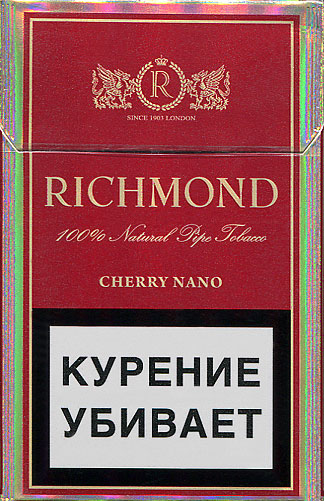 R
SINCE 1903 LONDON
RICHMOND
100% Natural Pipe Tobacco
CHERRY NANO
КУРЕНИЕ
УБИВАЕТ